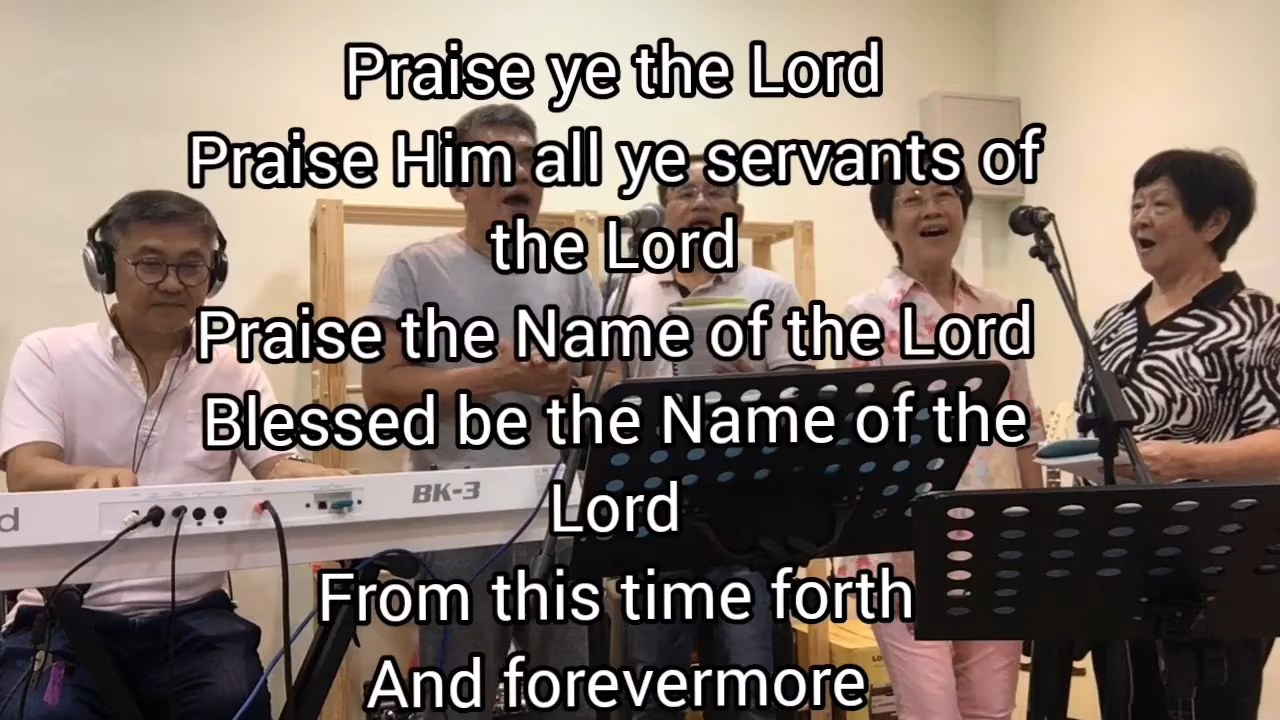 Praise ye the Lord
Praise Him all ye servants of
the Lord
Praise the Name of the Lord
Blessed be the Name of the
Lord
From this time forth
And forevermore
BK-3